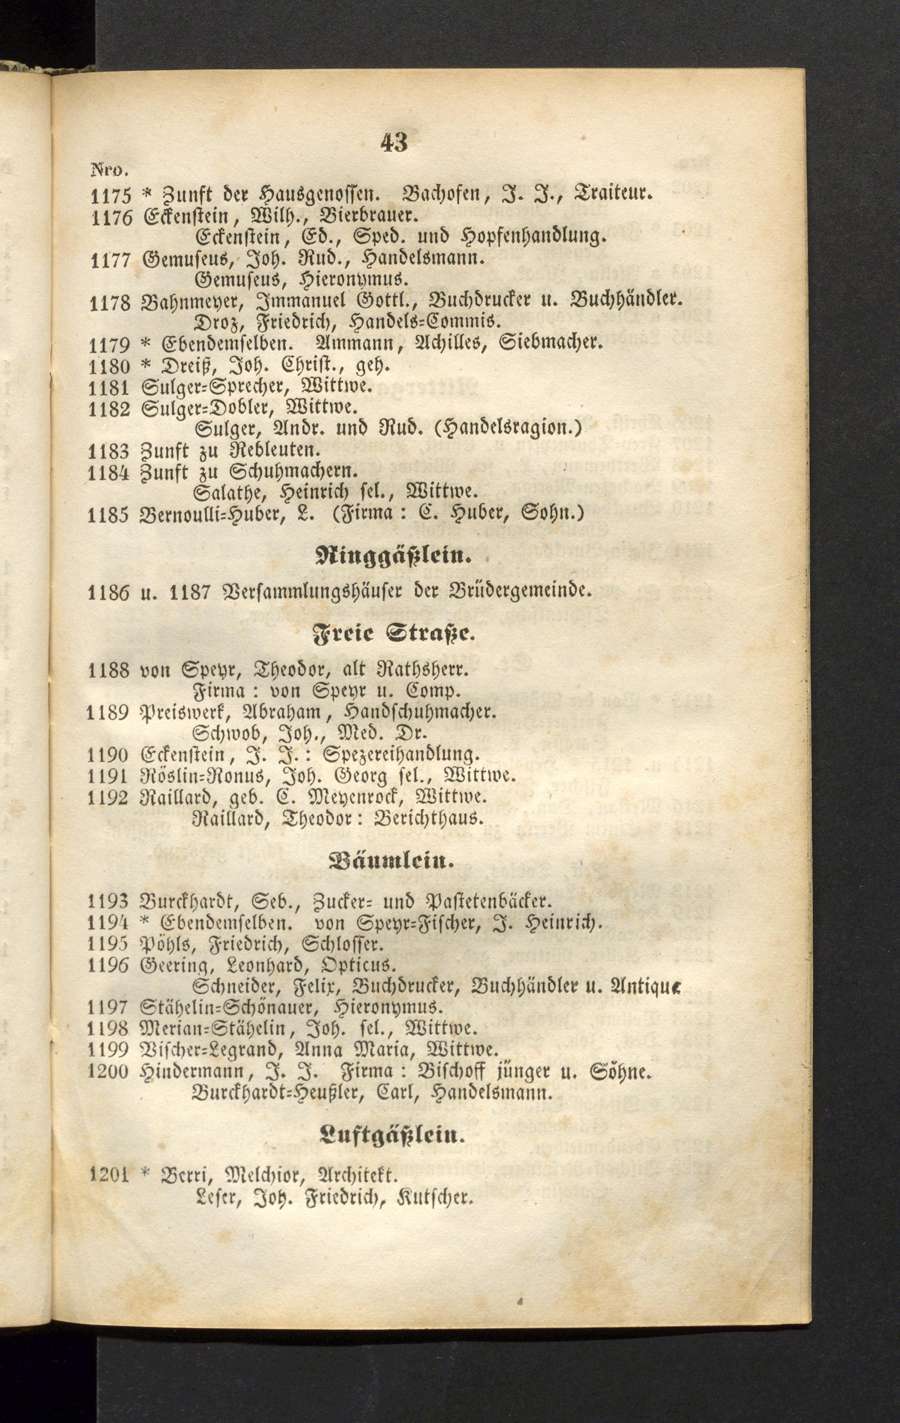 43
Nro.
1175 * Zunft der Hausgenossen. Bachofen, J. J., Traiteur.
1176 Eckenstein, Wilh., Bierbrauer.
Eckenstein, Ed., Sped. und Hopfenhandlung.
1177 Gemuseus, Joh. Rud., Handelsmann.
Gemuseus, Hieronymus.
1178 Bahnmeyer, Immanuel Gottl., Buchdrucker u. Buchhändler.
Droz, Friedrich, Handels-Commis.
1179 * Ebendemselben. Ammann, Achilles, Siebmacher.
1180 * Dreiß, Joh. Christ., geh.
1181 Sulger-Sprecher, Wittwe.
1182 Sulger-Dobler, Wittwe.
Sulger, Andr. und Rud. (Handelsragion.)
1183 Zunft zu Rebleuten.
1184 Zunft zu Schuhmachern.
Salathe, Heinrich sel., Wittwe.
1185 Bernoulli-Huber, L. (Firma: C. Huber, Sohn.)
Ringgäßlein.
1186 u. 1187 Versammlungshäuser der Brüdergemeinde.
Freie Straße.
1188 von Speyr, Theodor, alt Rathsherr.
Firma: von Speyr u. Comp.
1189 Preiswerk, Abraham, Handschuhmacher.
Schwob, Joh., Med. Dr.
1190 Eckenstein, J. J.: Spezereihandlung.
1191 Röslin-Ronus, Joh. Georg sel., Wittwe.
1192 Raillard, geb. C. Meyenrock, Wittwe.
Raillard, Theodor: Berichthaus.
Bäumlein.
1193 Burckhardt, Seb., Zucker- und Pastetenbäcker.
1194 * Ebendemselben. von Speyr-Fischer, J. Heinrich.
1195 Pöhls, Friedrich, Schlosser.
1196 Geering, Leonhard, Opticus.
Schneider, Felix, Buchdrucker, Buchhändler u. Antique
1197 Stähelin-Schönauer, Hieronymus.
1198 Merian-Stähelin, Joh. sel., Wittwe.
1199 Vischer-Legrand, Anna Maria, Wittwe.
1200 Hindermann, J. J. Firma: Bischoff jünger u. Söhne.
Burckhardt-Heußler, Carl, Handelsmann.
Luftgäßlein.
1201 * Berri, Melchior, Architekt.
Leser, Joh. Friedrich, Kutscher.